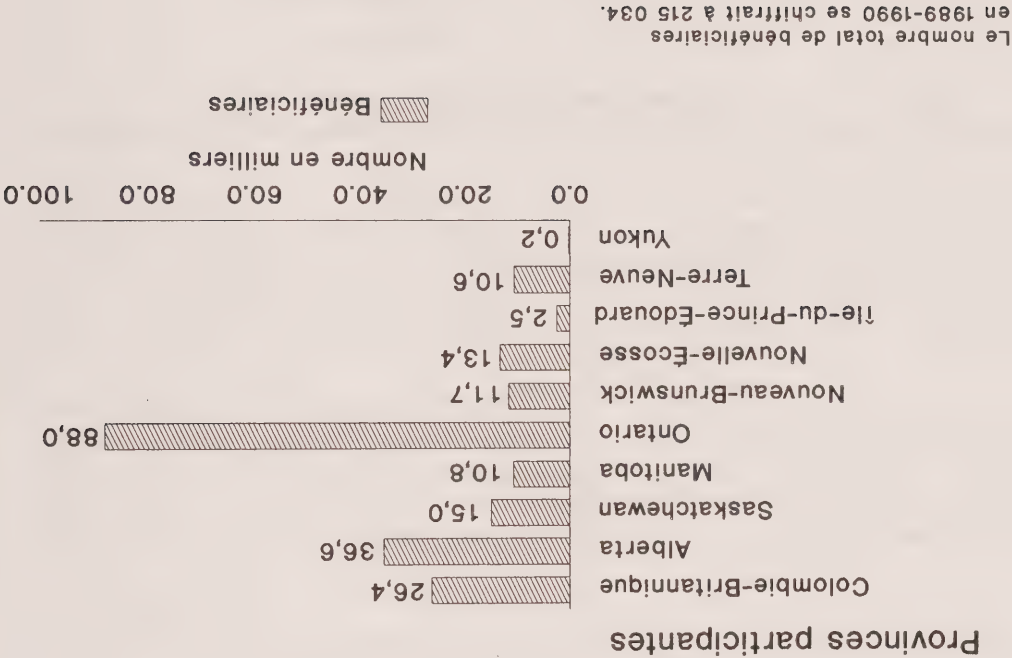 Provinces participantes
Colombie-Britannique 26,4
Alberta 36,6
Saskatchewan 15,0
Manitoba 10,8
Ontario 88,0
Nouveau-Brunswick 11,7
Nouvelle-Écosse 13,4
Île-du-Prince-Édouard 2,5
Terre-Neuve 10,6
Yukon 0,2
0.0 20.0 40.0 60.0 80.0 100.0
Nombre en milliers
Bénéficiaires
Le nombre total de bénéficiaires
en 1989-1990 se chiffrait à 215 034.